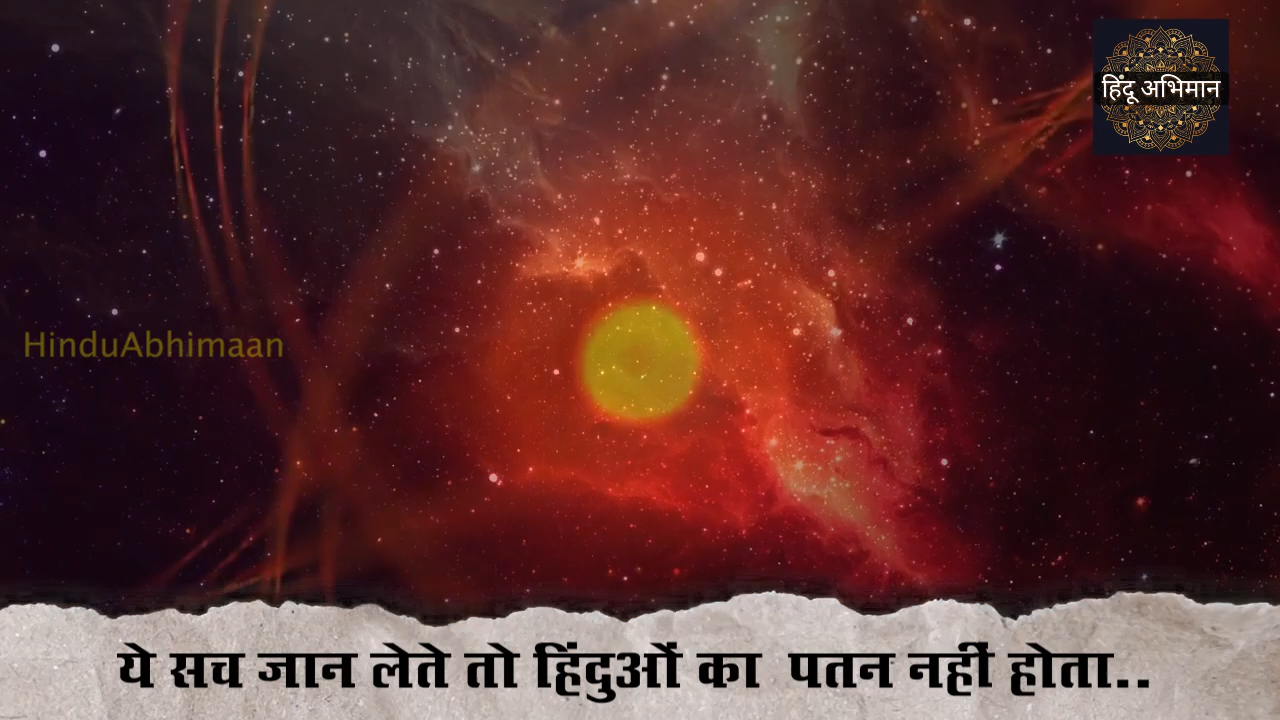 हिंदू अभिमान
HinduAbhimaan
ये सच जान लेते तो हिंदुओं का पतन नहीं होता..